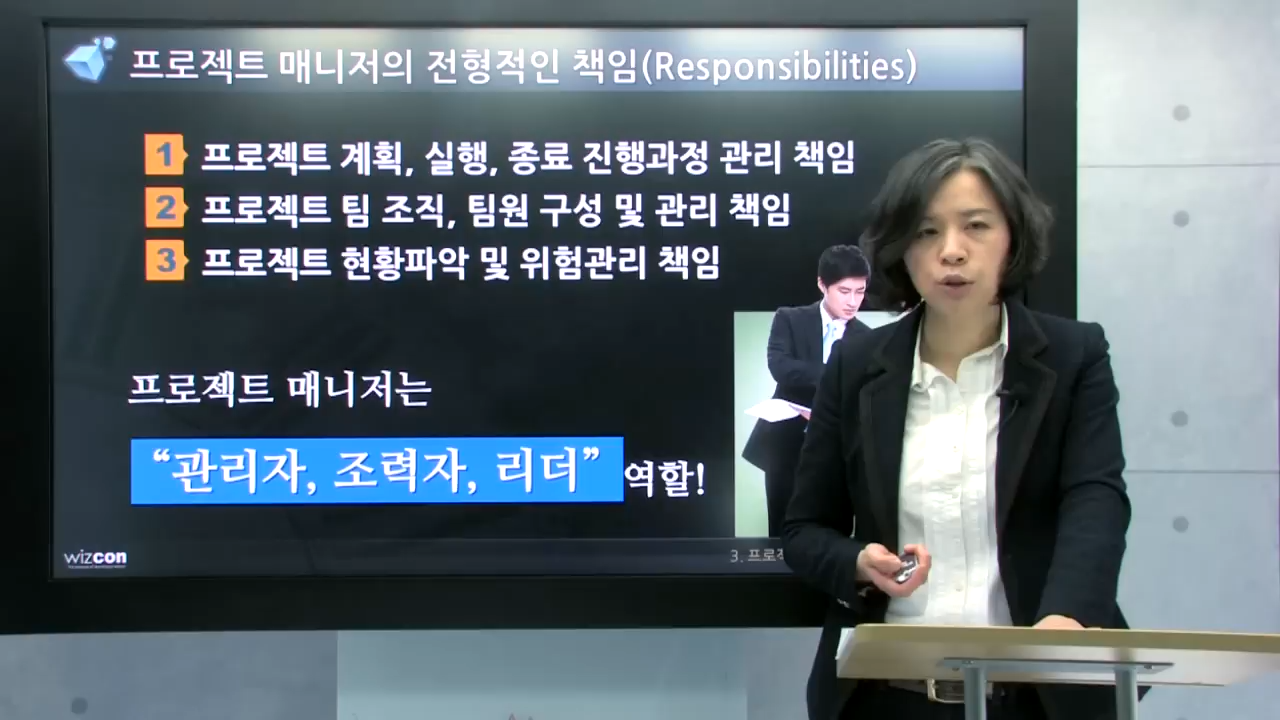 프로젝트 매니저의 전형적인 책임(Responsibilities)
1 프로젝트 계획, 실행, 종료 진행과정 관리 책임
2 프로젝트 팀 조직, 팀원 구성 및 관리 책임
3 프로젝트 현황파악 및 위험관리 책임
프로젝트 매니저는
“관리자, 조력자, 리더” 역할!
wizcon
3. 프로젝